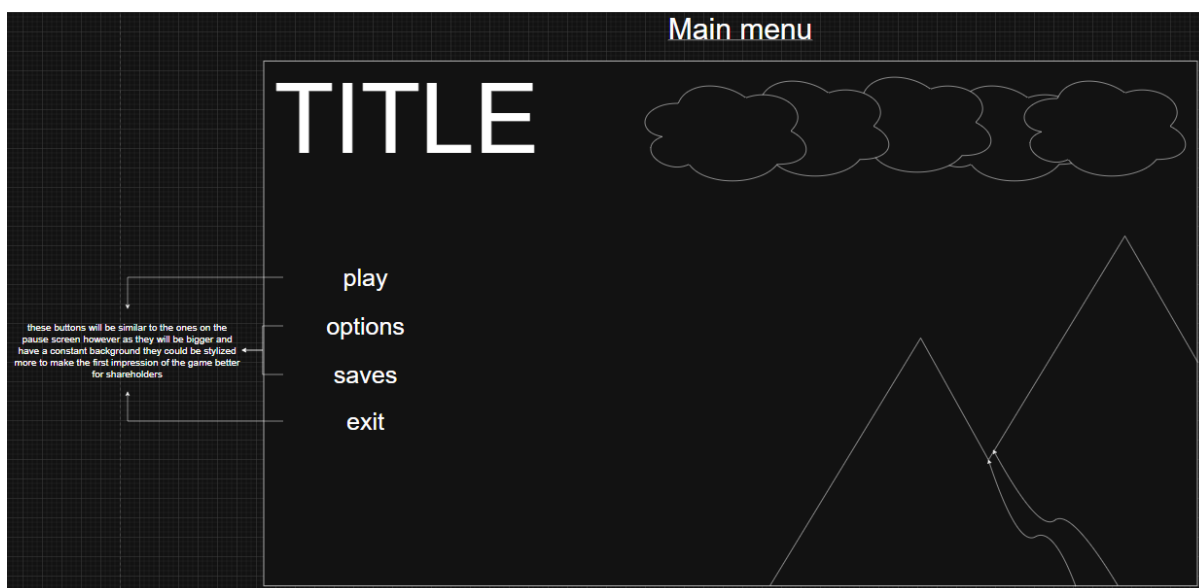 Main menu
TITLE
play
options
saves
exit
these buttons will be similar to the ones on the
pause screen however as they will be bigger and
have a constant background they could be stylized
more to make the first impression of the game better
for shareholders